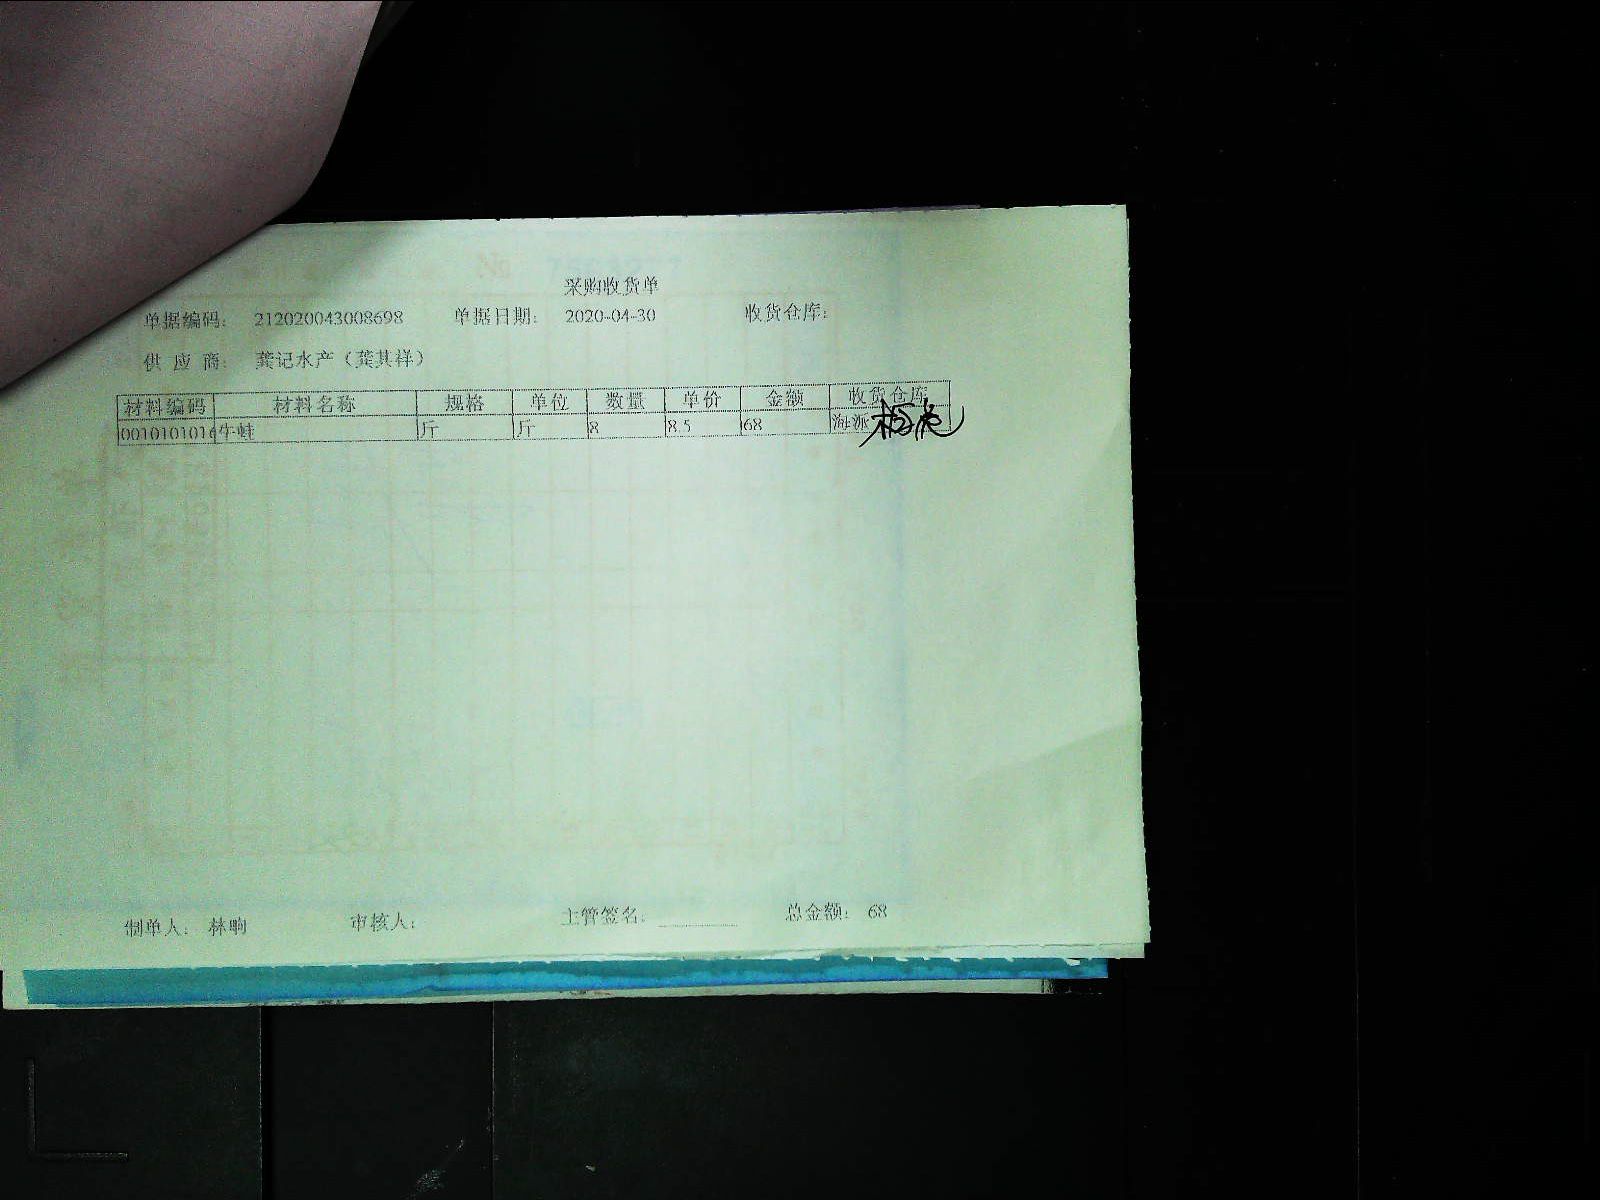 采购收货单
单据编码： 212020043008698 单据日期： 2020-04-30 收货仓库：
供 应 商： 龚记水产（龚其祥）
材料编码 材料名称 规格 单位 数量 单价 金额 收货仓库
0010101016 牛蛙 斤 斤 8 8.5 68 海派
制单人： 林晌 审核人： 主管签名： 总金额： 68